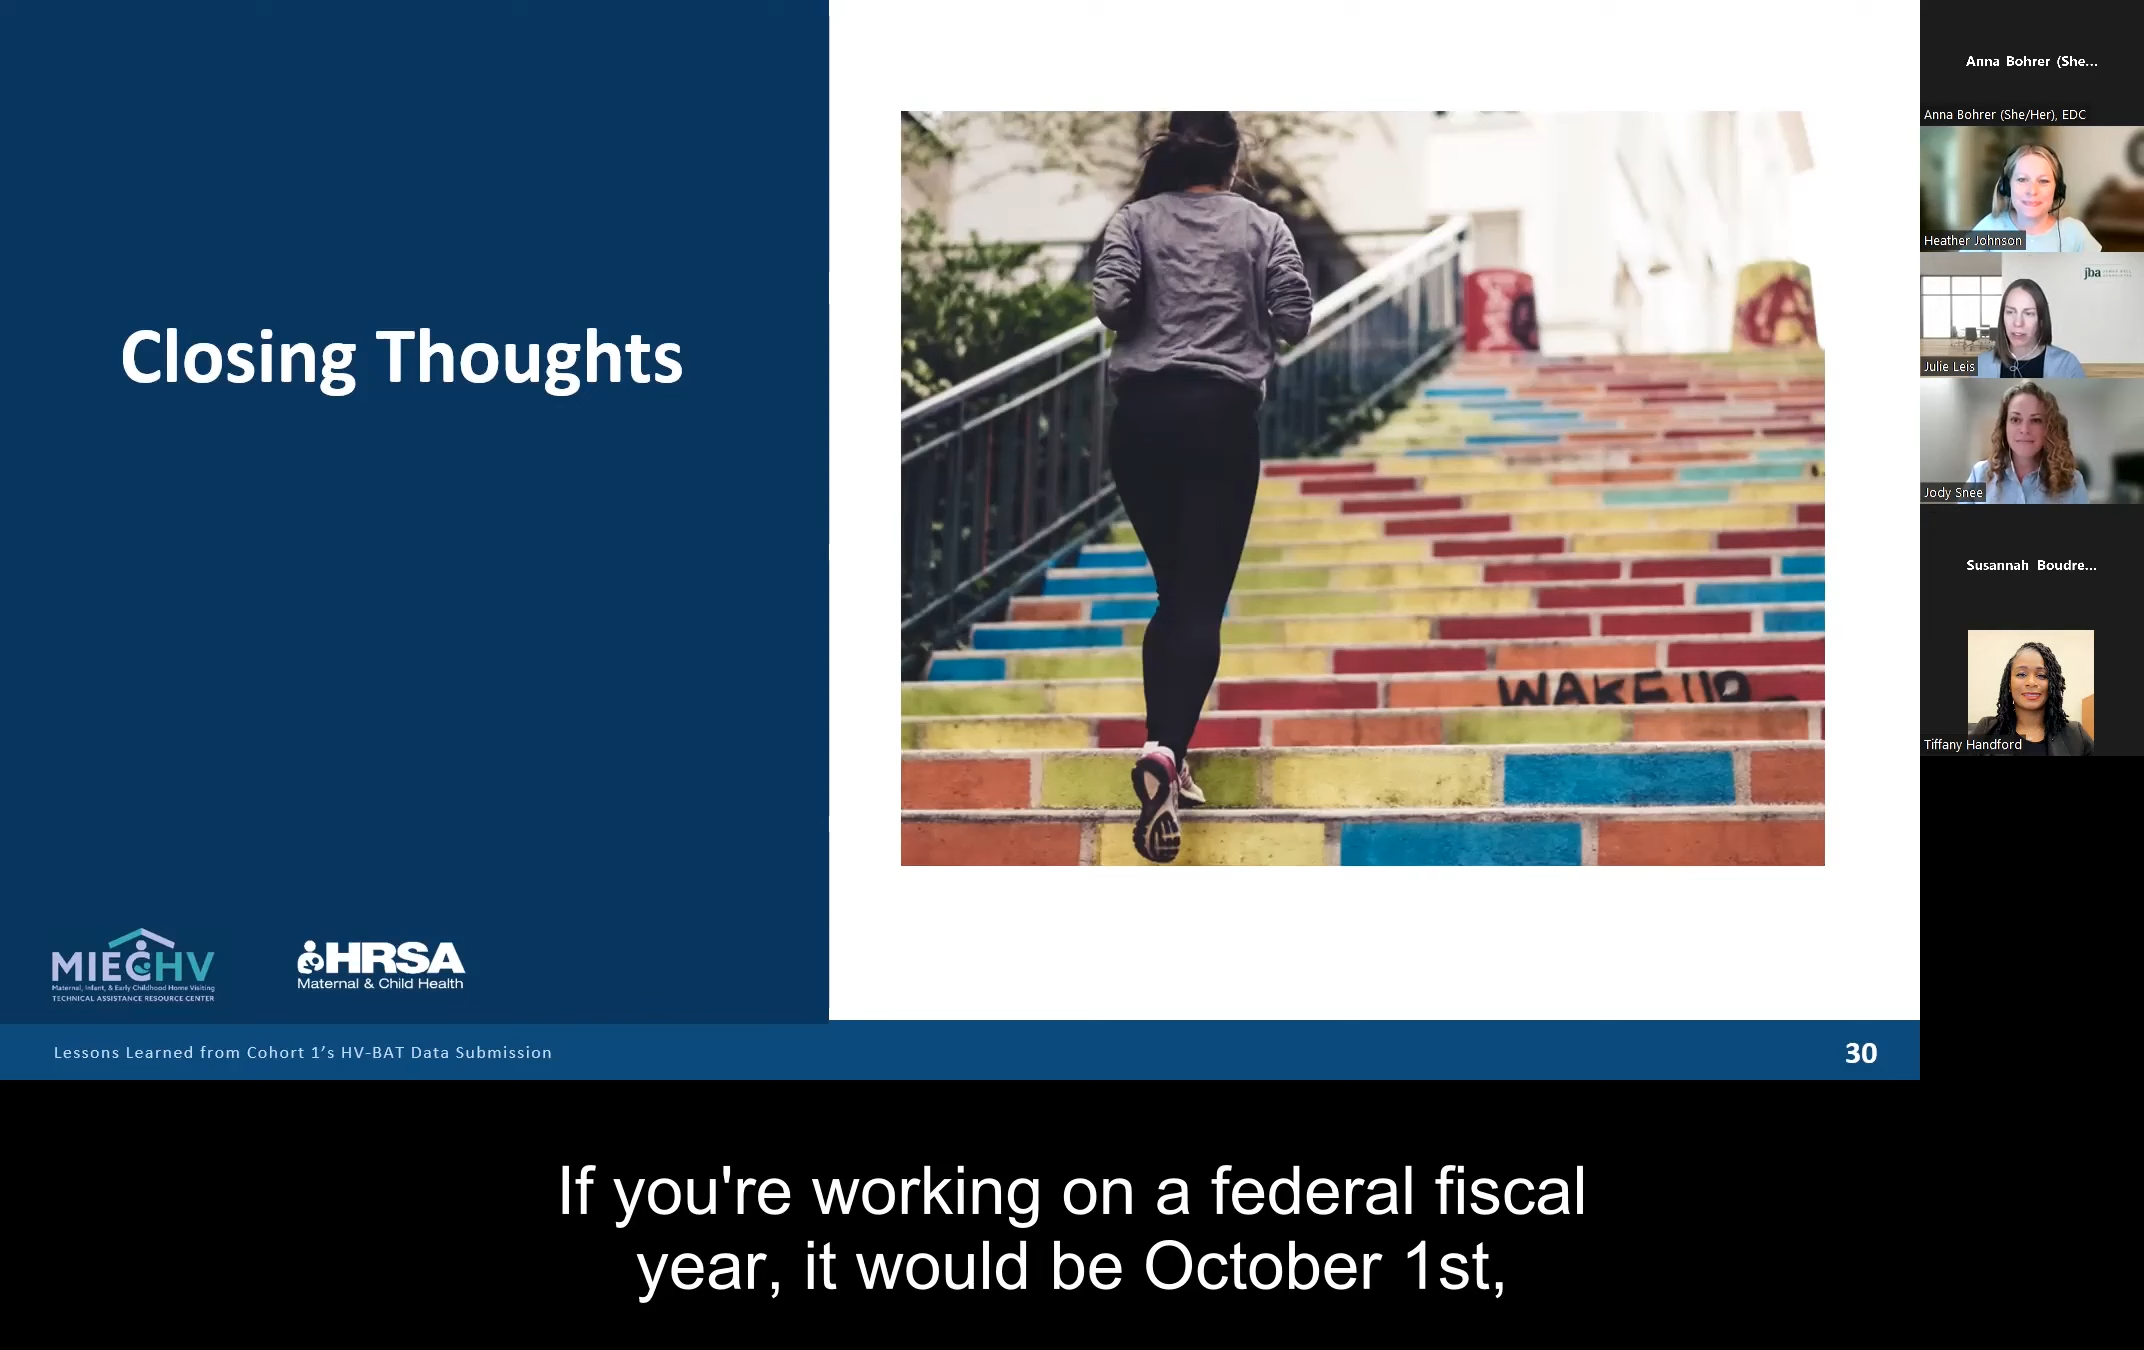 Closing Thoughts
WAKE UP
MIECHV
Maternal, Infant, & Early Childhood Home Visiting
TECHNICAL ASSISTANCE RESOURCE CENTER
HRSA
Maternal & Child Health
Lessons Learned from Cohort 1's HV-BAT Data Submission
30
Anna Bohrer (She...
Anna Bohrer (She/Her), EDC
Heather Johnson
jba
Julie Leis
Jody Snee
Susannah Boudre...
Tiffany Handford
If you're working on a federal fiscal
year, it would be October 1st,